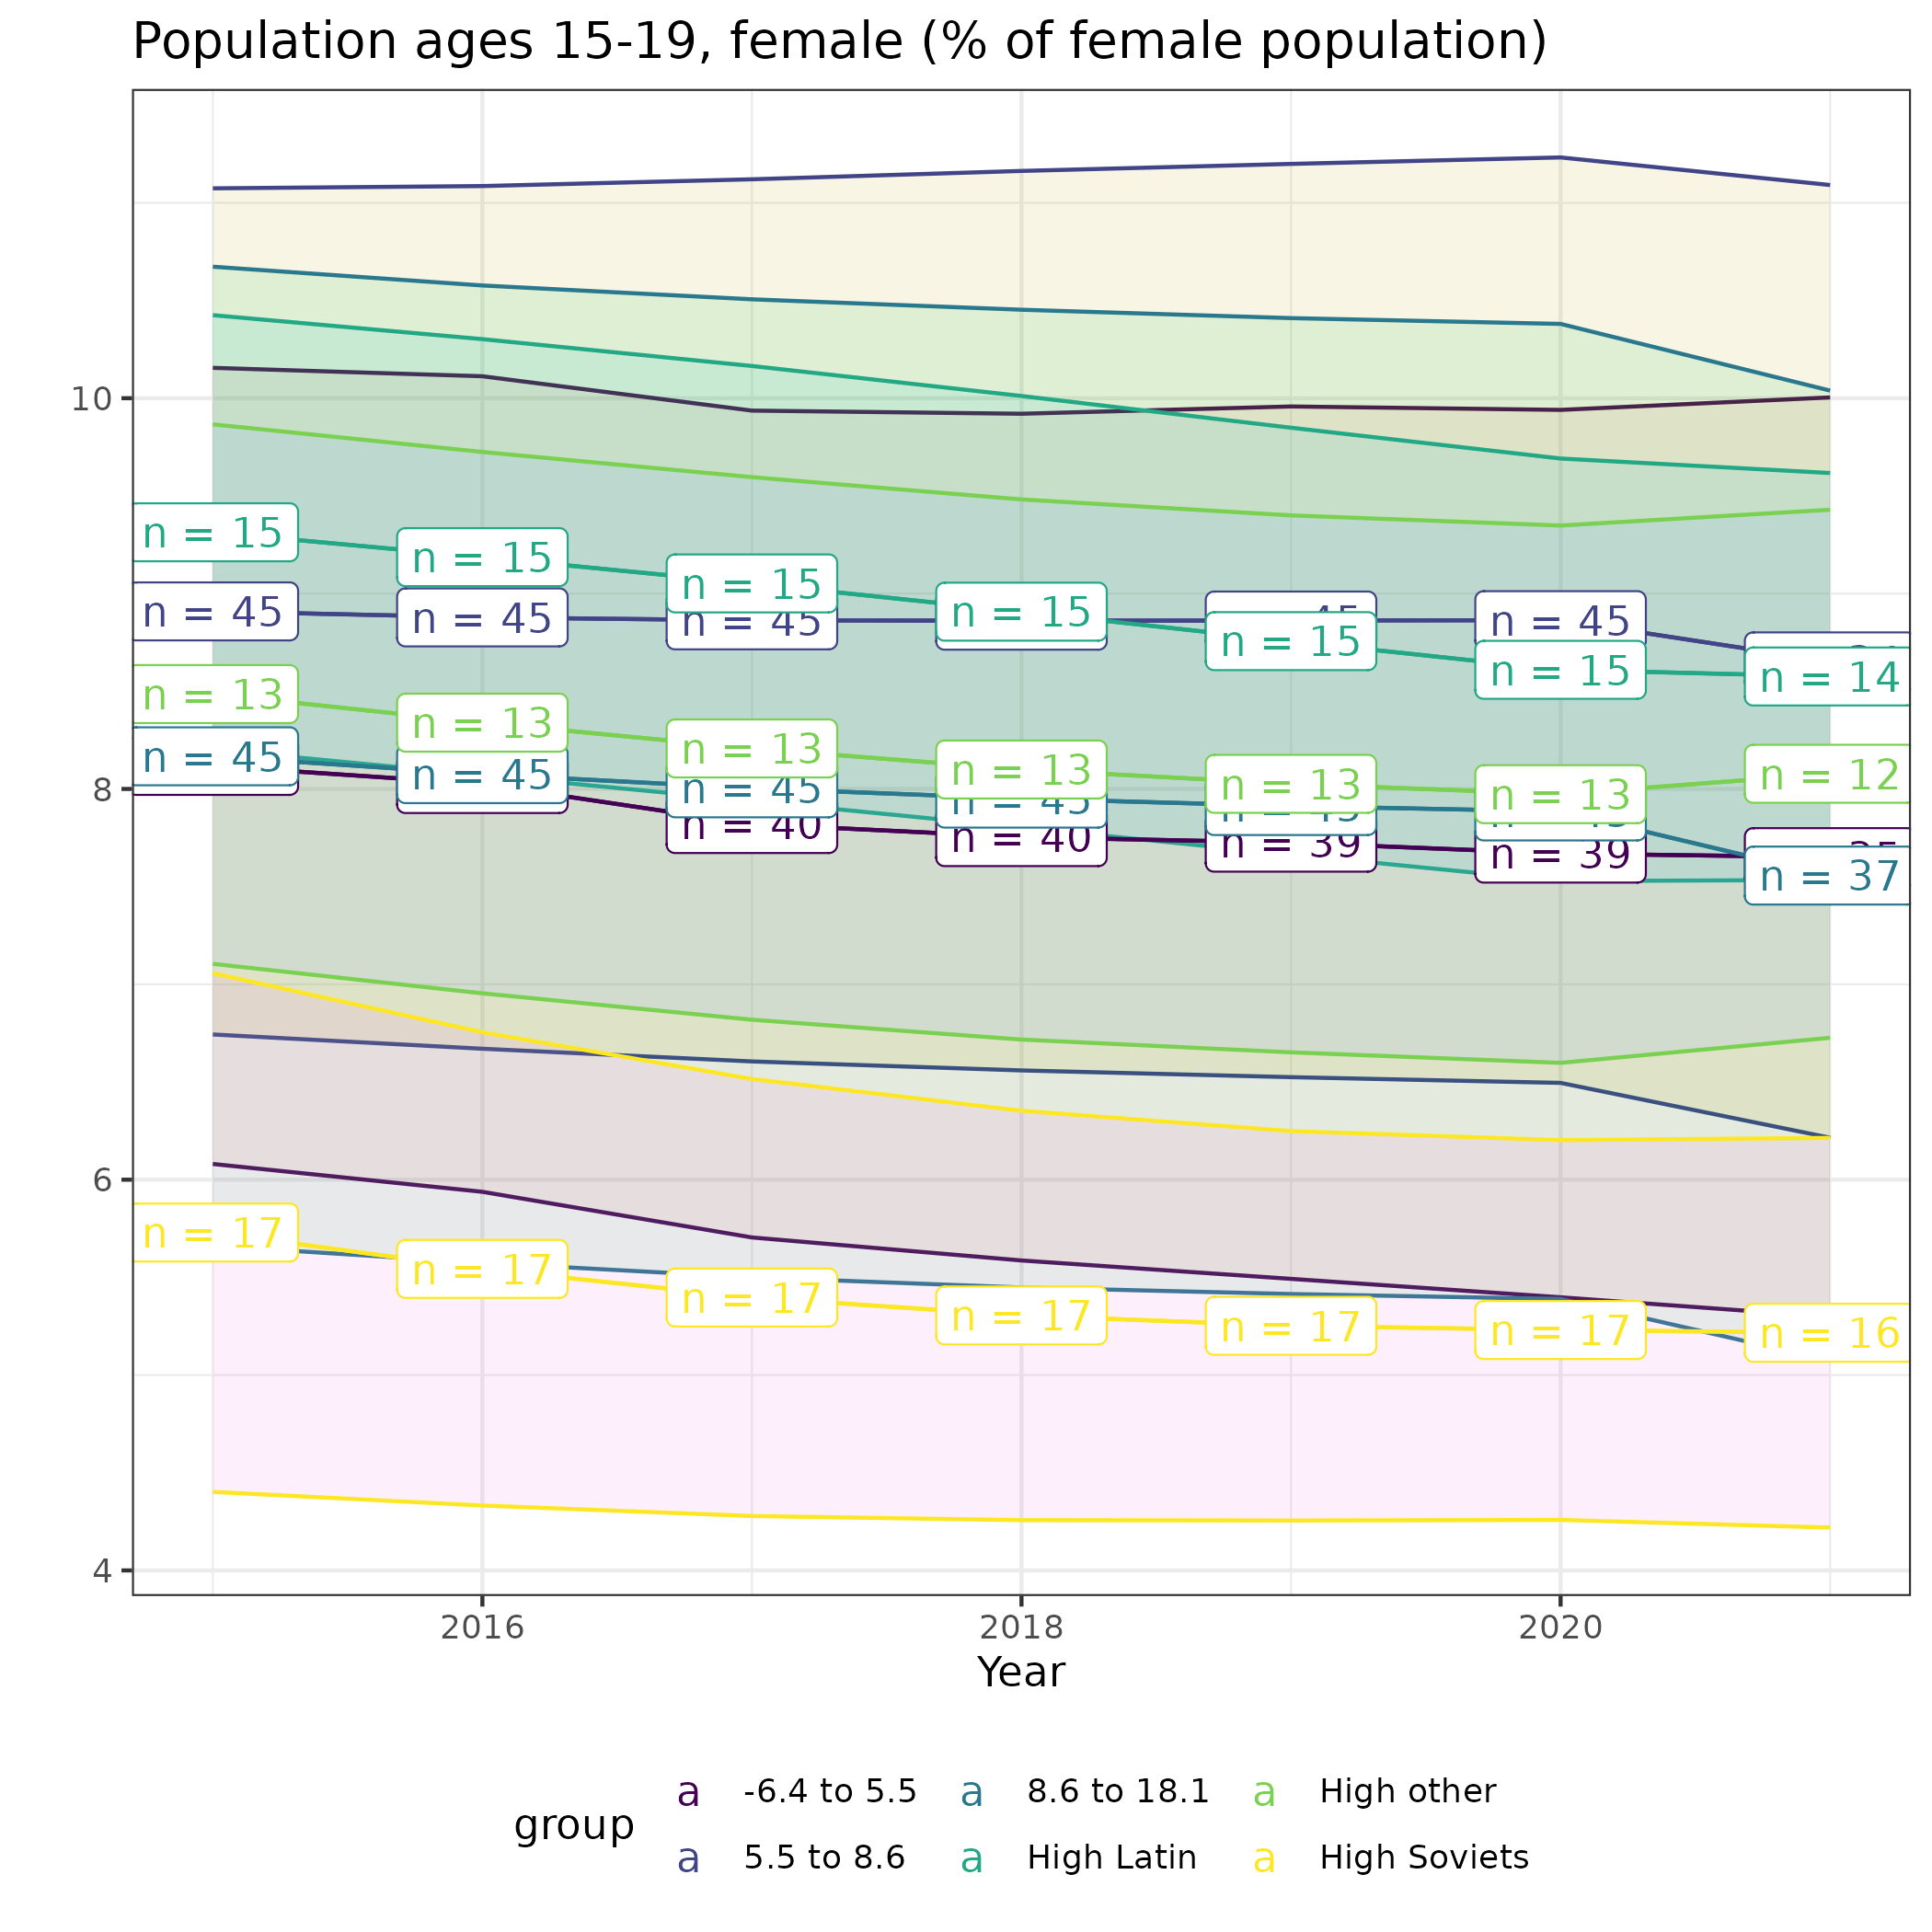 Population ages 15-19, female (% of female population)
10
8
6
4
n = 15
n = 15
n = 15
n = 15
n = 15
n = 15
n = 14
n = 45
n = 45
n = 45
n = 45
n = 13
n = 13
n = 13
n = 13
n = 13
n = 13
n = 12
n = 45
n = 45
n = 45
n = 45
n = 40
n = 40
n = 39
n = 39
n = 37
n = 17
n = 17
n = 17
n = 17
n = 17
n = 17
n = 16
2016
2018
2020
Year
group
a -6.4 to 5.5
a 8.6 to 18.1
a High other
a 5.5 to 8.6
a High Latin
a High Soviets